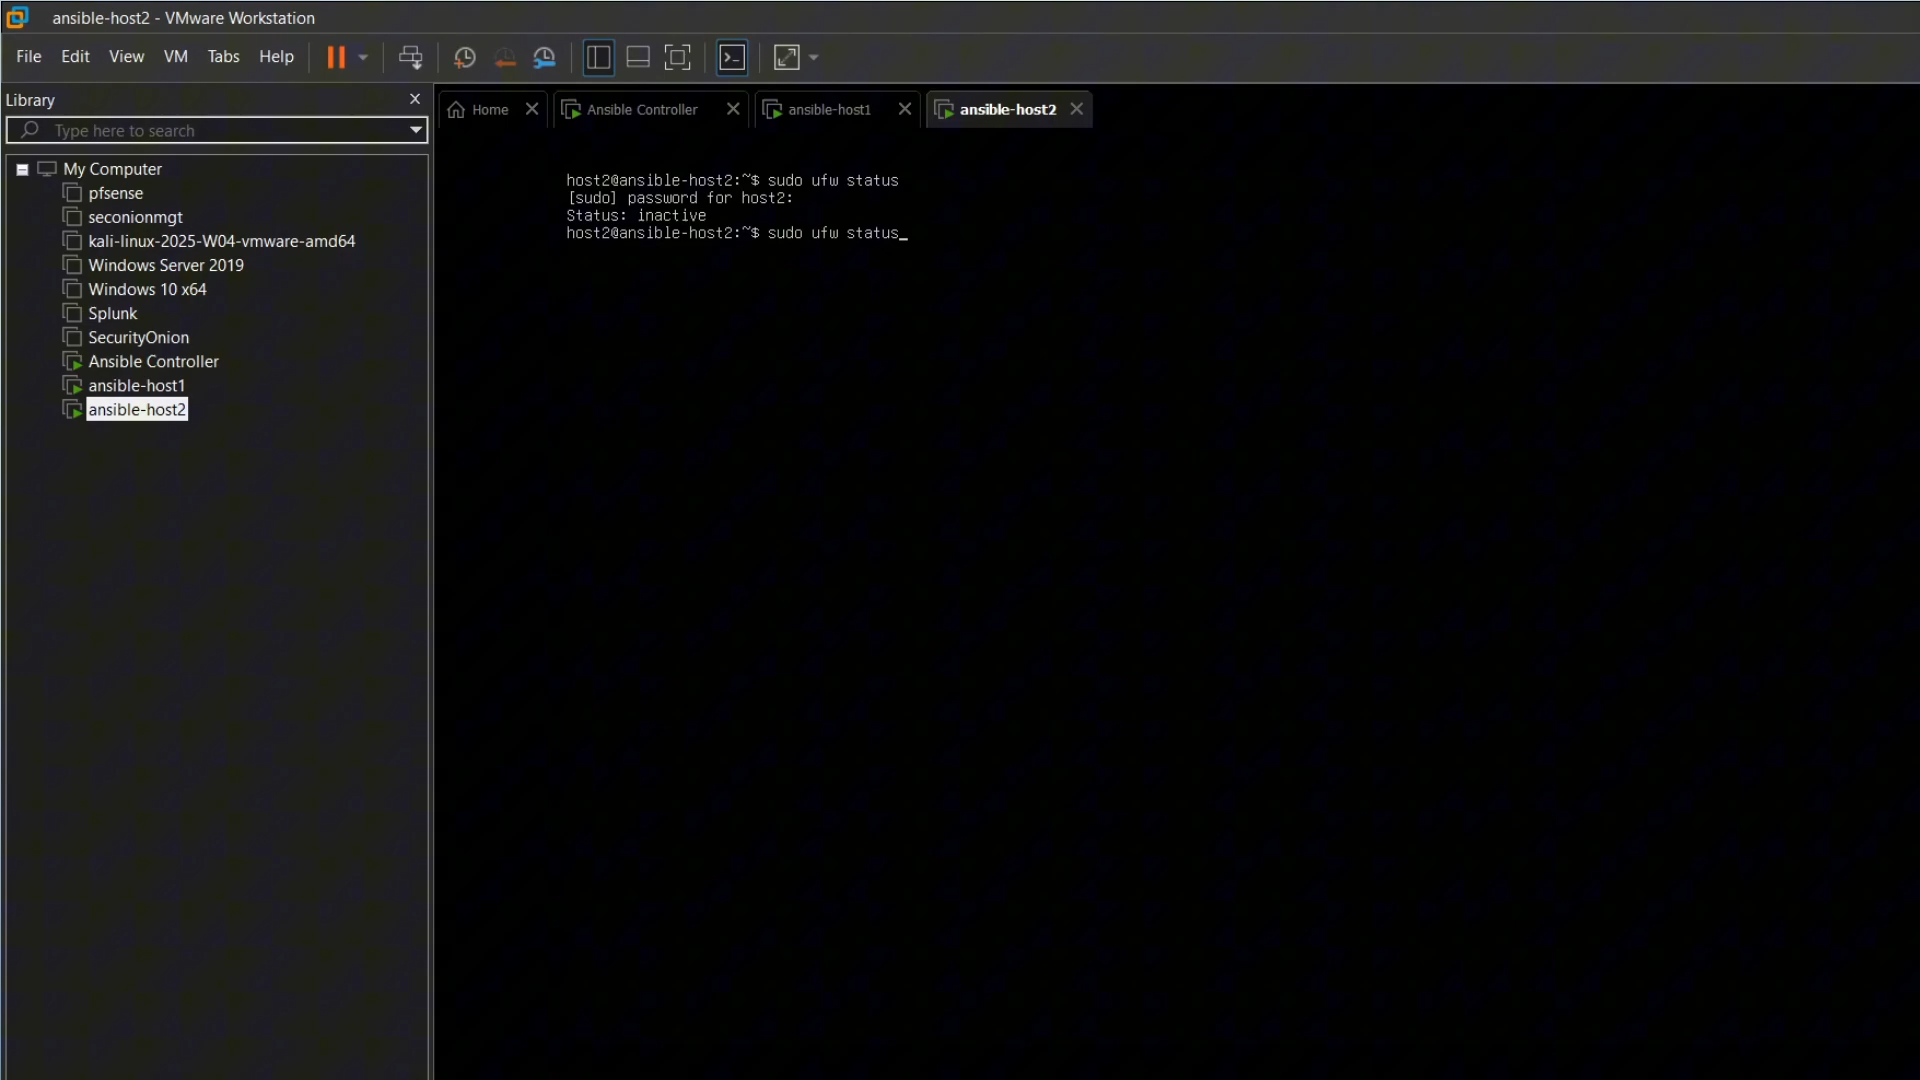 ansible-host2 - VMware Workstation
File Edit View VM Tabs Help
Library
Type here to search
My Computer
pfsense
seconionmgt
kali-linux-2025-W04-vmware-amd64
Windows Server 2019
Windows 10 x64
Splunk
SecurityOnion
Ansible Controller
ansible-host1
ansible-host2
Home Ansible Controller ansible-host1 ansible-host2
host2@ansible-host2:~$ sudo ufw status
[sudo] password for host2:
Status: inactive
host2@ansible-host2:~$ sudo ufw status_